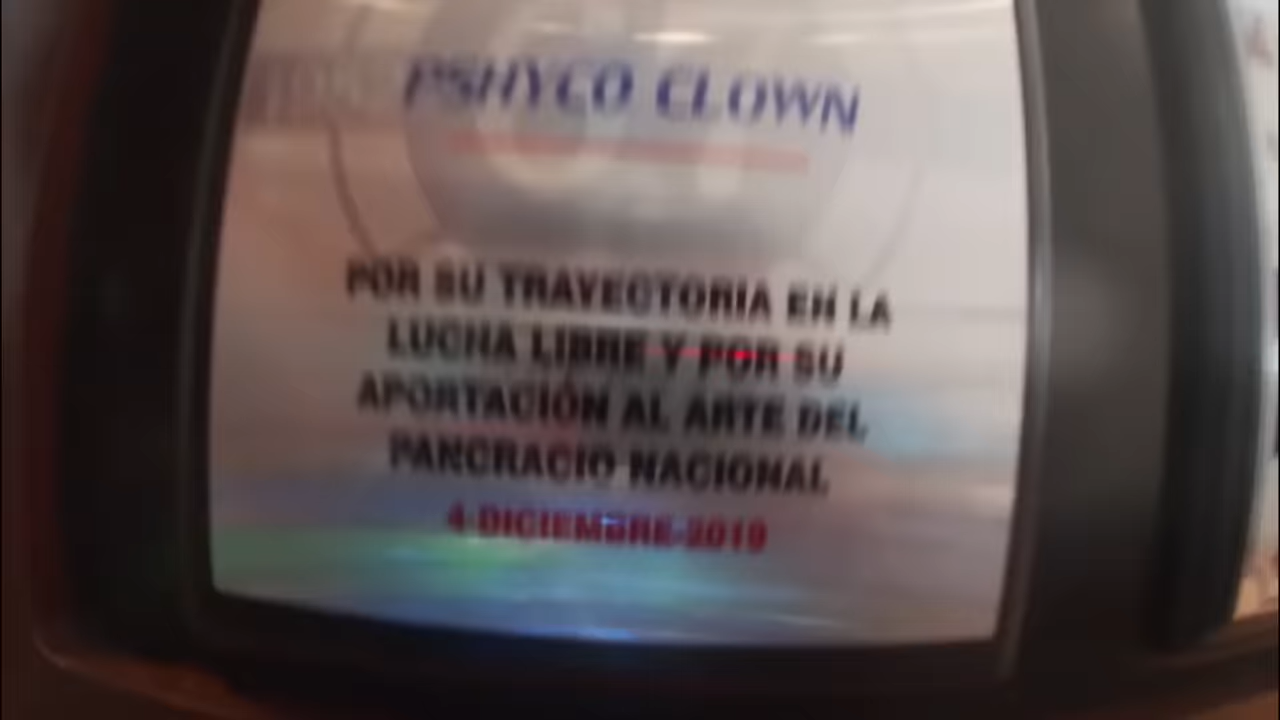 PSHYCO CLOWN
POR SU TRAYECTORIA EN LA
LUCHA LIBRE Y POR SU
APORTACIÓN AL ARTE DEL
PANCRACIO NACIONAL
4-DICIEMBRE-2019